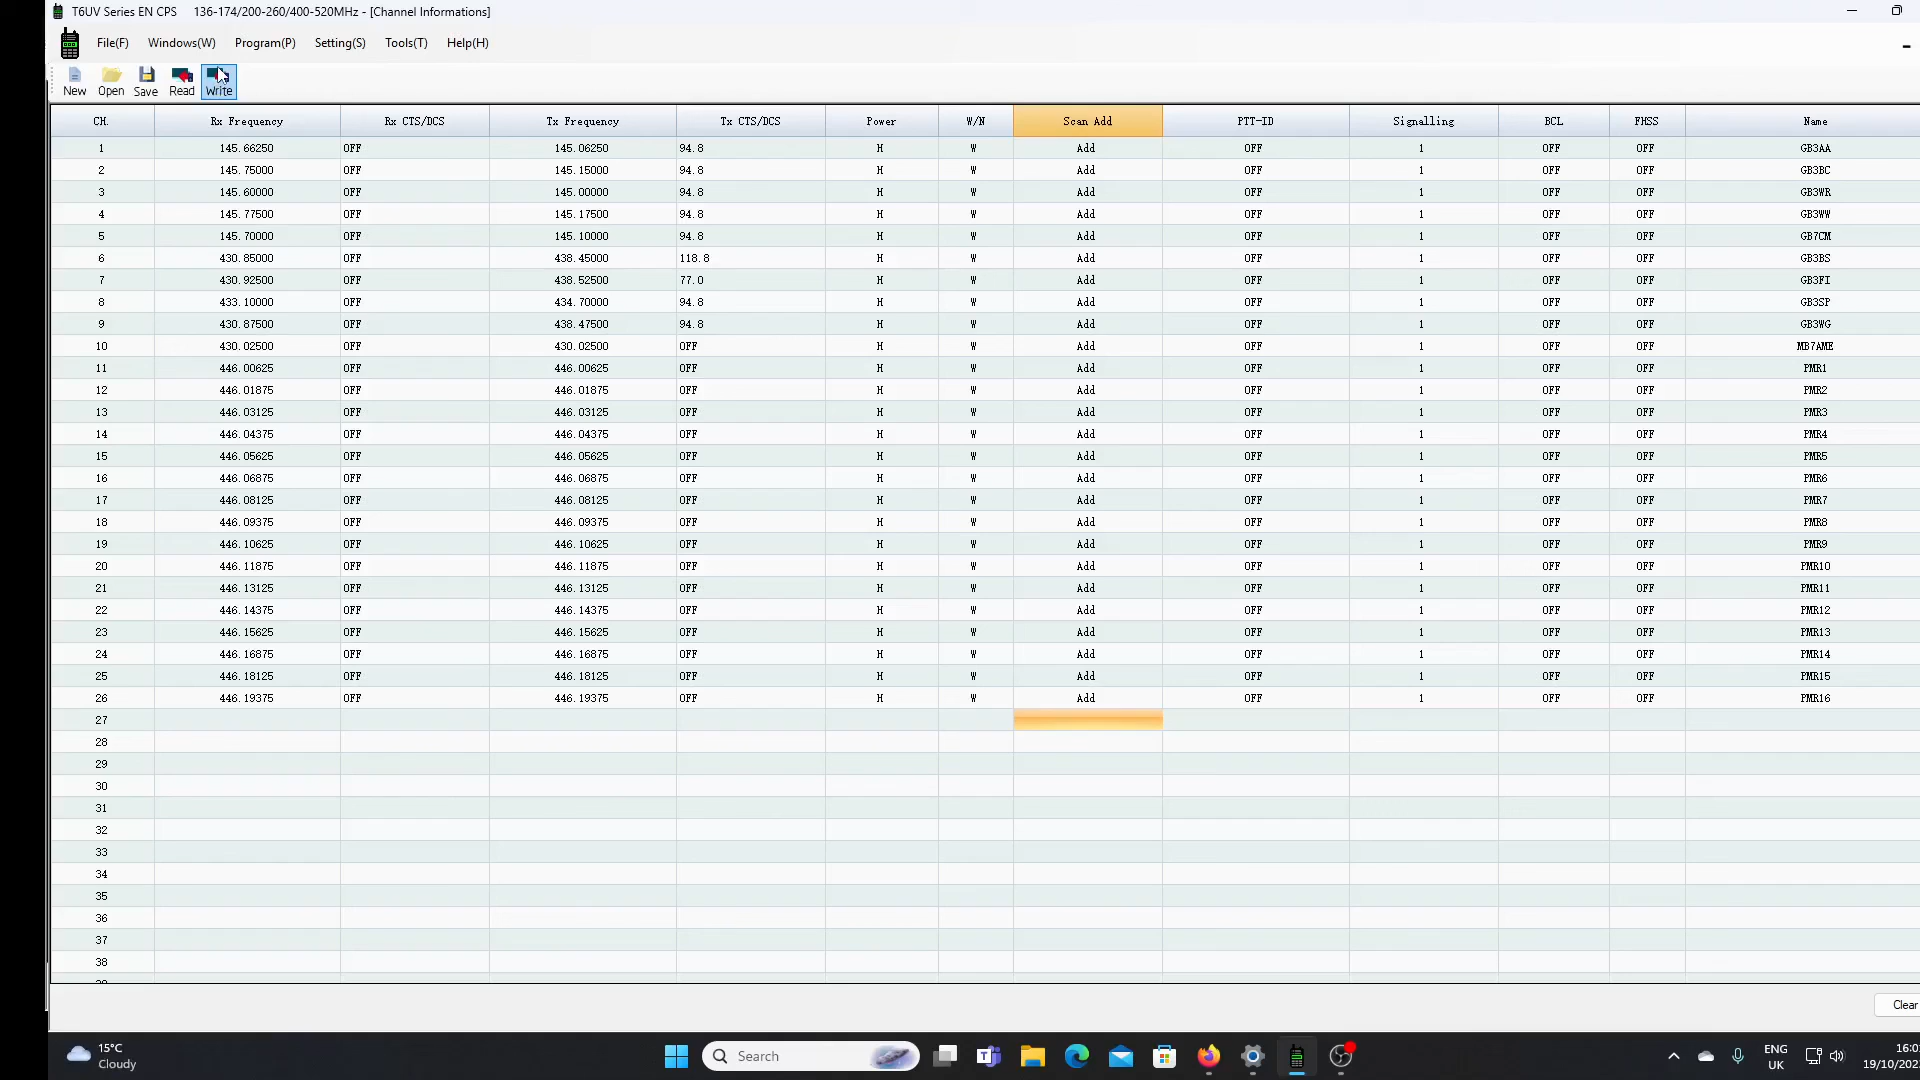 T6UV Series EN CPS 136-174/200-260/400-520MHz - [Channel Informations]
File(F) Windows(W) Program(P) Setting(S) Tools(T) Help(H)
New Open Save Read Write
CH. Rx Frequency Rx CTS/DCS Tx Frequency Tx CTS/DCS Power W/N Scan Add PTT-ID Signalling BCL FHSS Name
1 145.66250 OFF 145.06250 94.8 H W Add OFF 1 OFF OFF GB3AA
2 145.75000 OFF 145.15000 94.8 H W Add OFF 1 OFF OFF GB3BC
3 145.60000 OFF 145.00000 94.8 H W Add OFF 1 OFF OFF GB3WR
4 145.77500 OFF 145.17500 94.8 H W Add OFF 1 OFF OFF GB3WW
5 145.70000 OFF 145.10000 94.8 H W Add OFF 1 OFF OFF GB7CM
6 430.85000 OFF 438.45000 118.8 H W Add OFF 1 OFF OFF GB3BS
7 430.92500 OFF 438.52500 77.0 H W Add OFF 1 OFF OFF GB3FI
8 433.10000 OFF 434.70000 94.8 H W Add OFF 1 OFF OFF GB3SP
9 430.87500 OFF 438.47500 94.8 H W Add OFF 1 OFF OFF GB3WG
10 430.02500 OFF 430.02500 OFF H W Add OFF 1 OFF OFF MB7AME
11 446.00625 OFF 446.00625 OFF H W Add OFF 1 OFF OFF PMR1
12 446.01875 OFF 446.01875 OFF H W Add OFF 1 OFF OFF PMR2
13 446.03125 OFF 446.03125 OFF H W Add OFF 1 OFF OFF PMR3
14 446.04375 OFF 446.04375 OFF H W Add OFF 1 OFF OFF PMR4
15 446.05625 OFF 446.05625 OFF H W Add OFF 1 OFF OFF PMR5
16 446.06875 OFF 446.06875 OFF H W Add OFF 1 OFF OFF PMR6
17 446.08125 OFF 446.08125 OFF H W Add OFF 1 OFF OFF PMR7
18 446.09375 OFF 446.09375 OFF H W Add OFF 1 OFF OFF PMR8
19 446.10625 OFF 446.10625 OFF H W Add OFF 1 OFF OFF PMR9
20 446.11875 OFF 446.11875 OFF H W Add OFF 1 OFF OFF PMR10
21 446.13125 OFF 446.13125 OFF H W Add OFF 1 OFF OFF PMR11
22 446.14375 OFF 446.14375 OFF H W Add OFF 1 OFF OFF PMR12
23 446.15625 OFF 446.15625 OFF H W Add OFF 1 OFF OFF PMR13
24 446.16875 OFF 446.16875 OFF H W Add OFF 1 OFF OFF PMR14
25 446.18125 OFF 446.18125 OFF H W Add OFF 1 OFF OFF PMR15
26 446.19375 OFF 446.19375 OFF H W Add OFF 1 OFF OFF PMR16
27
28
29
30
31
32
33
34
35
36
37
38
Clear
15°C
Cloudy
Search
ENG
UK
16:0
19/10/202